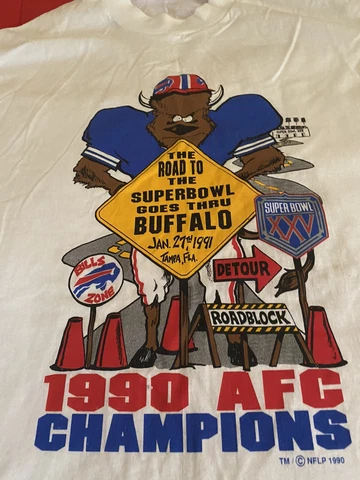 THE
ROAD TO
THE
SUPERBOWL
GOES THRU
BUFFALO
JAN. 27TH 1991
TAMPA, FLA.
SUPER BOWL
XXV
BILLS
ZONE
DETOUR
ROADBLOCK
1990 AFC
CHAMPIONS
TM / © NFLP 1990